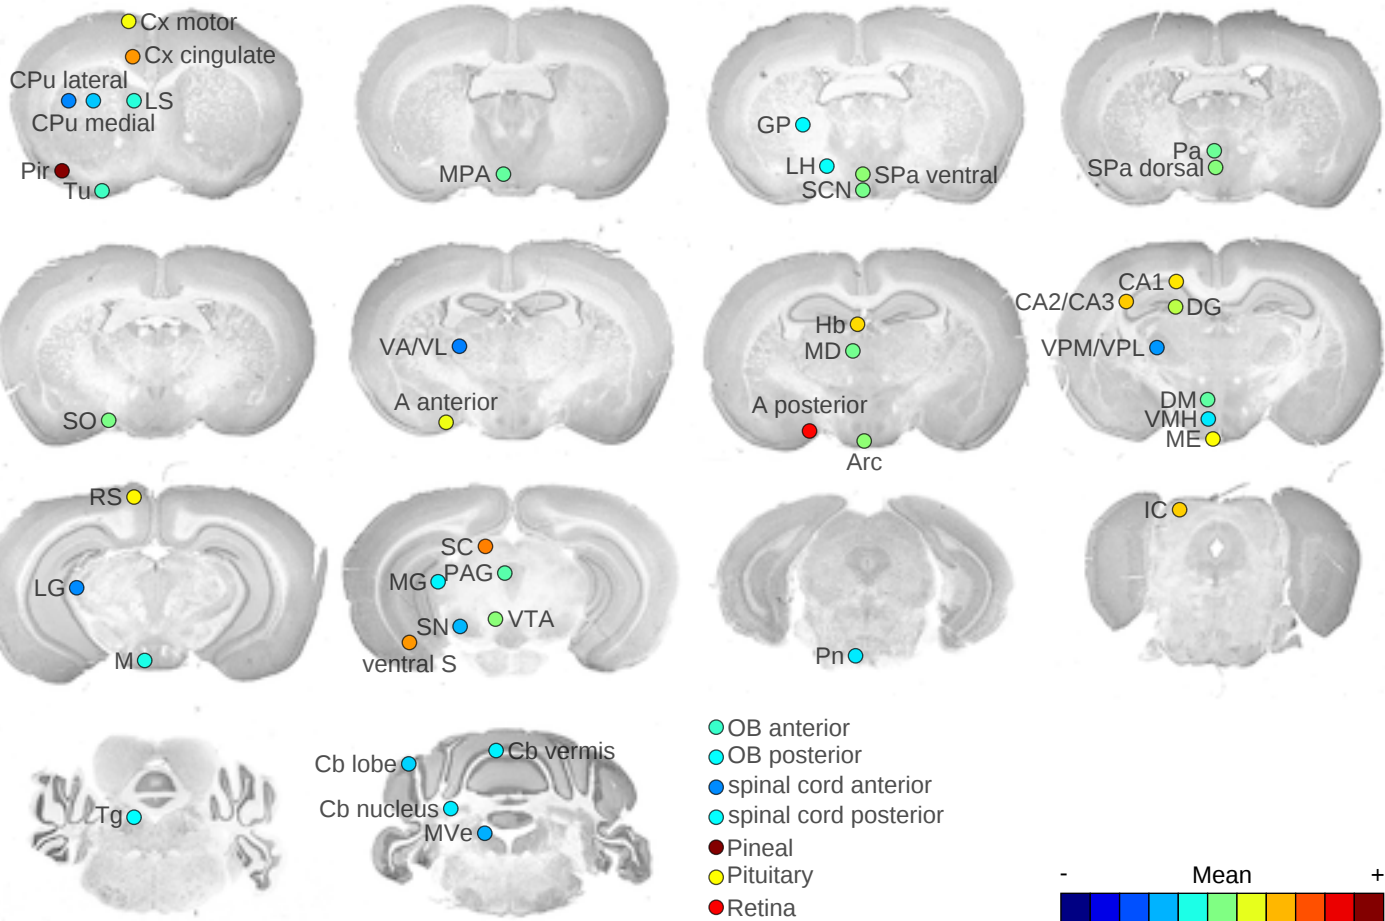 Cx motor
Cx cingulate
CPu lateral
LS
CPu medial
Pir
Tu
MPA
GP
LH
SPa ventral
SCN
Pa
SPa dorsal
SO
VA/VL
A anterior
Hb
MD
A posterior
Arc
CA1
CA2/CA3
DG
VPM/VPL
DM
VMH
ME
RS
LG
M
SC
PAG
MG
VTA
SN
ventral S
Pn
IC
Tg
Cb vermis
Cb lobe
Cb nucleus
MVe
OB anterior
OB posterior
spinal cord anterior
spinal cord posterior
Pineal
Pituitary
Retina
- Mean +